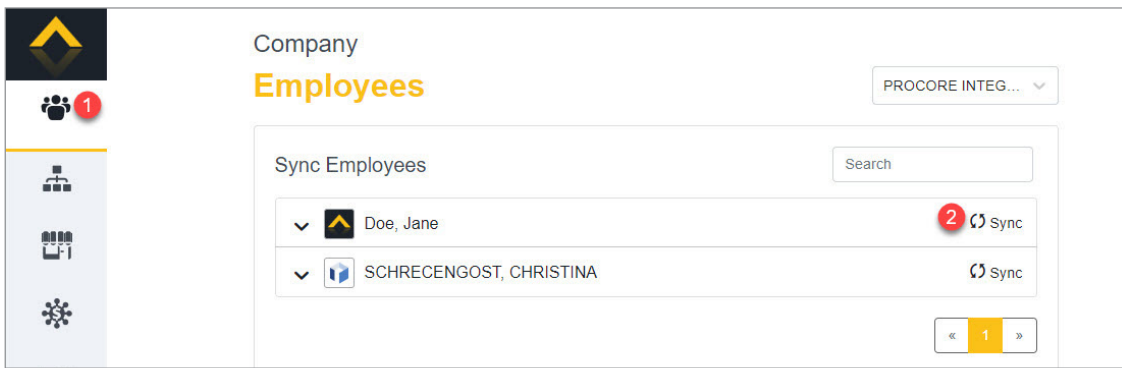 Company
Employees
PROCORE INTEG...
1
Sync Employees
Search
Doe, Jane
2 Sync
SCHRECENGOST, CHRISTINA
Sync
« 1 »